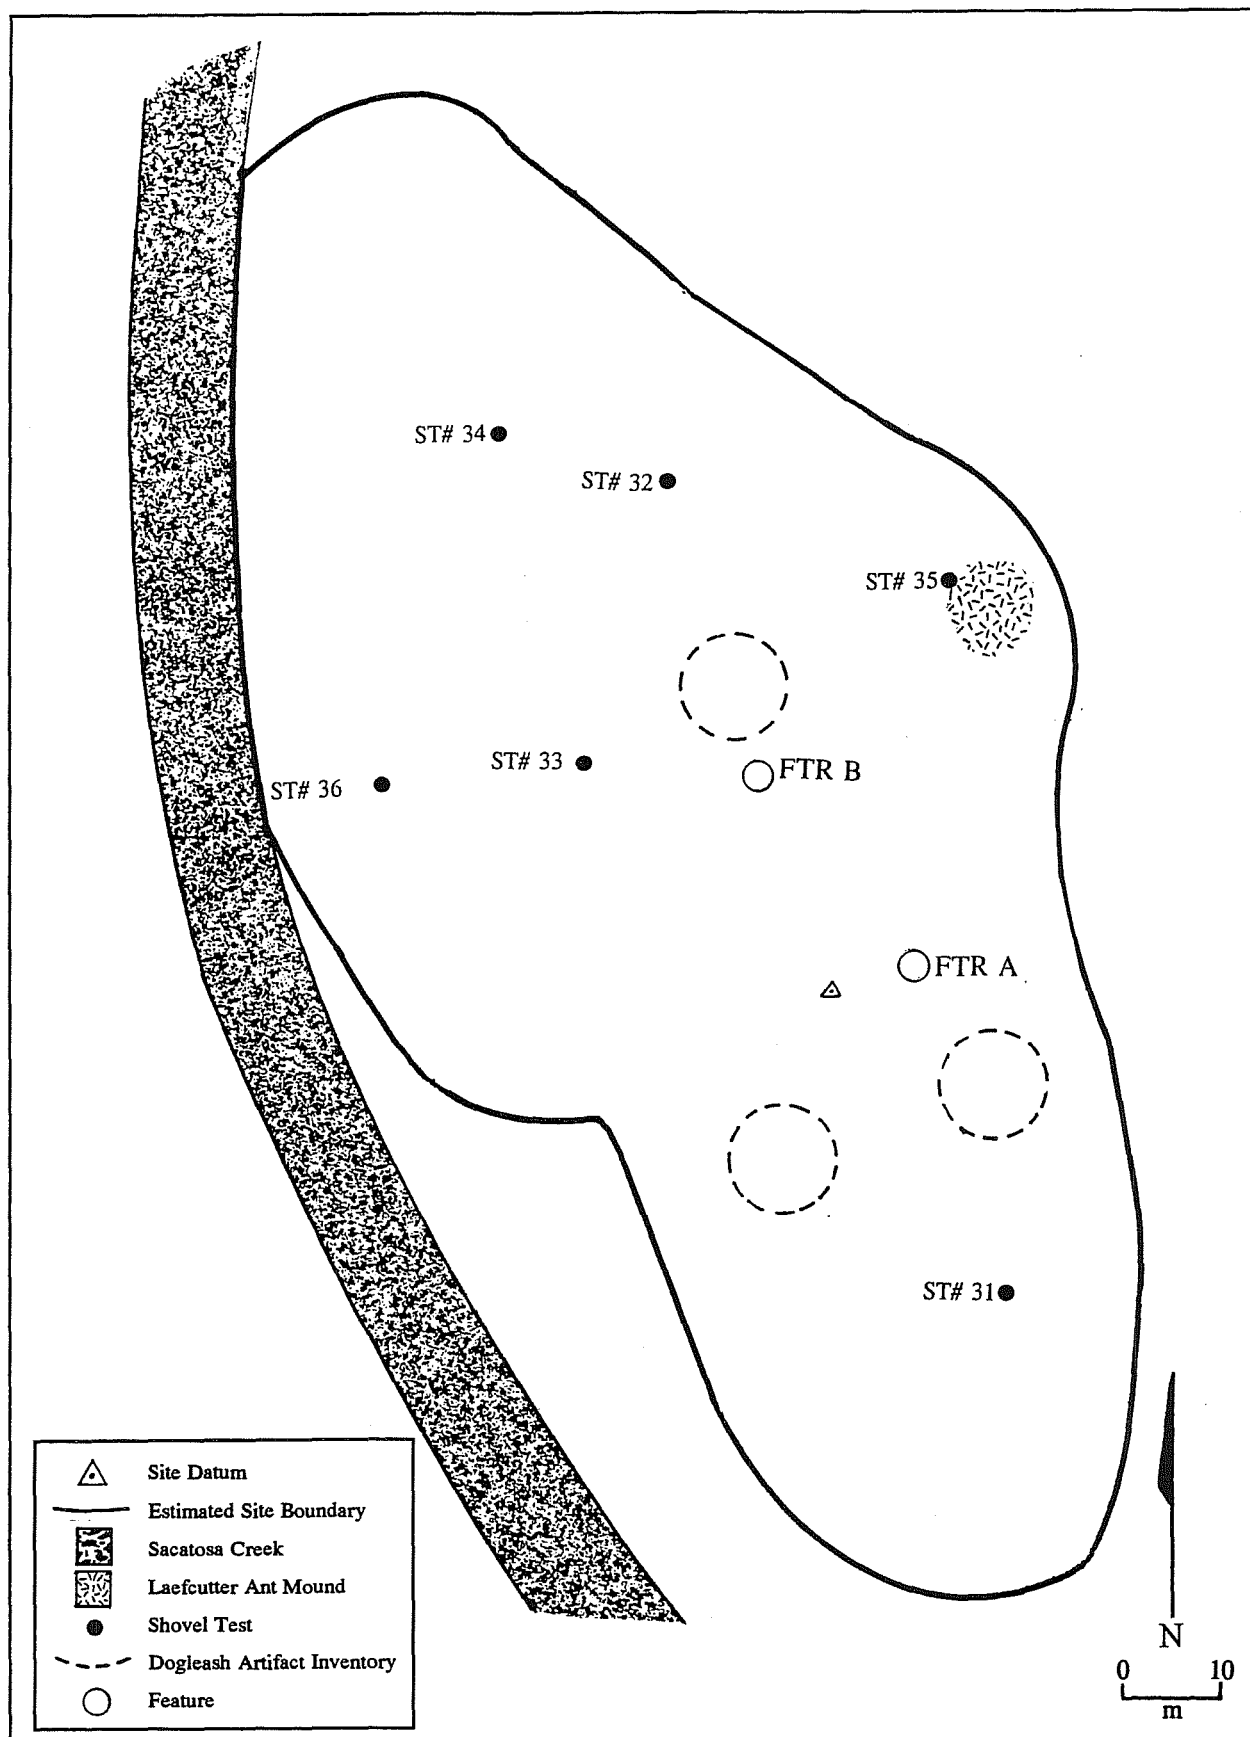 ST# 34
ST# 32
ST# 35
ST# 33
FTR B
ST# 36
FTR A
ST# 31
Site Datum
Estimated Site Boundary
Sacatosa Creek
Laefcutter Ant Mound
Shovel Test
Dogleash Artifact Inventory
Feature
N
0 10
m